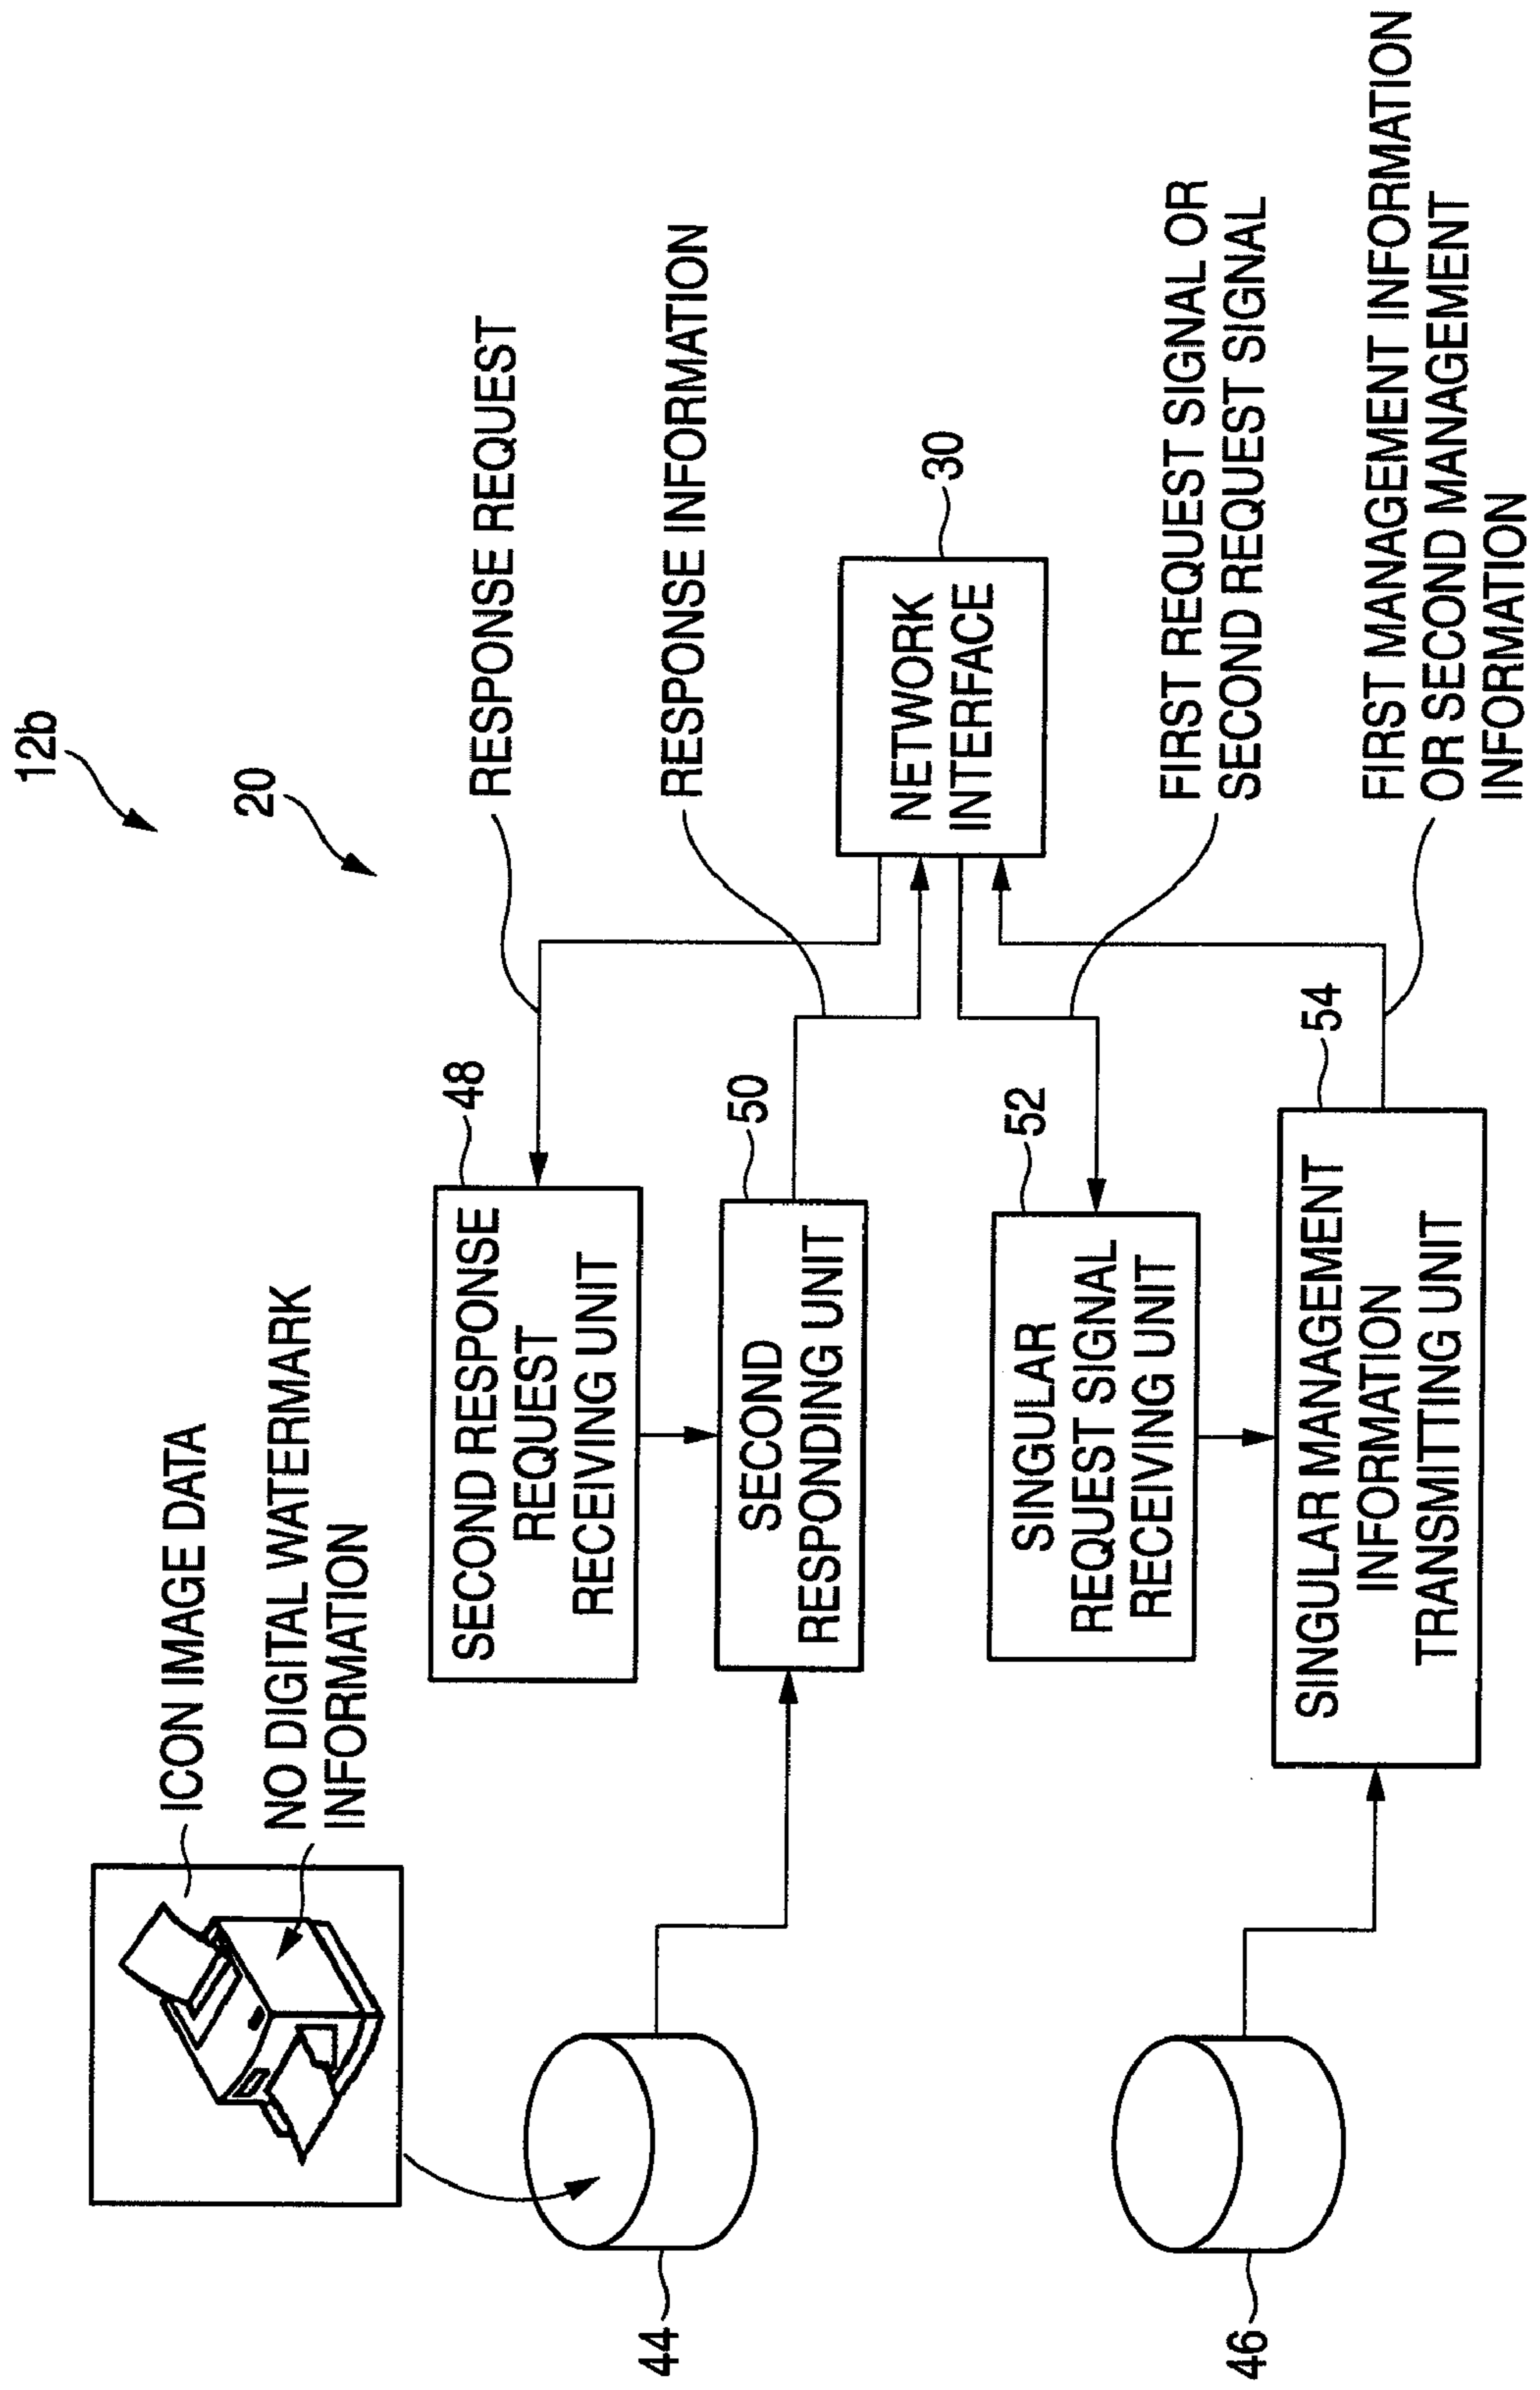 12b
20
ICON IMAGE DATA
NO DIGITAL WATERMARK
INFORMATION
RESPONSE REQUEST
RESPONSE INFORMATION
48
SECOND RESPONSE
REQUEST
RECEIVING UNIT
44
50
SECOND
RESPONDING UNIT
30
NETWORK
INTERFACE
52
SINGULAR
REQUEST SIGNAL
RECEIVING UNIT
FIRST REQUEST SIGNAL OR
SECOND REQUEST SIGNAL
46
54
SINGULAR MANAGEMENT
INFORMATION
TRANSMITTING UNIT
FIRST MANAGEMENT INFORMATION
OR SECOND MANAGEMENT
INFORMATION